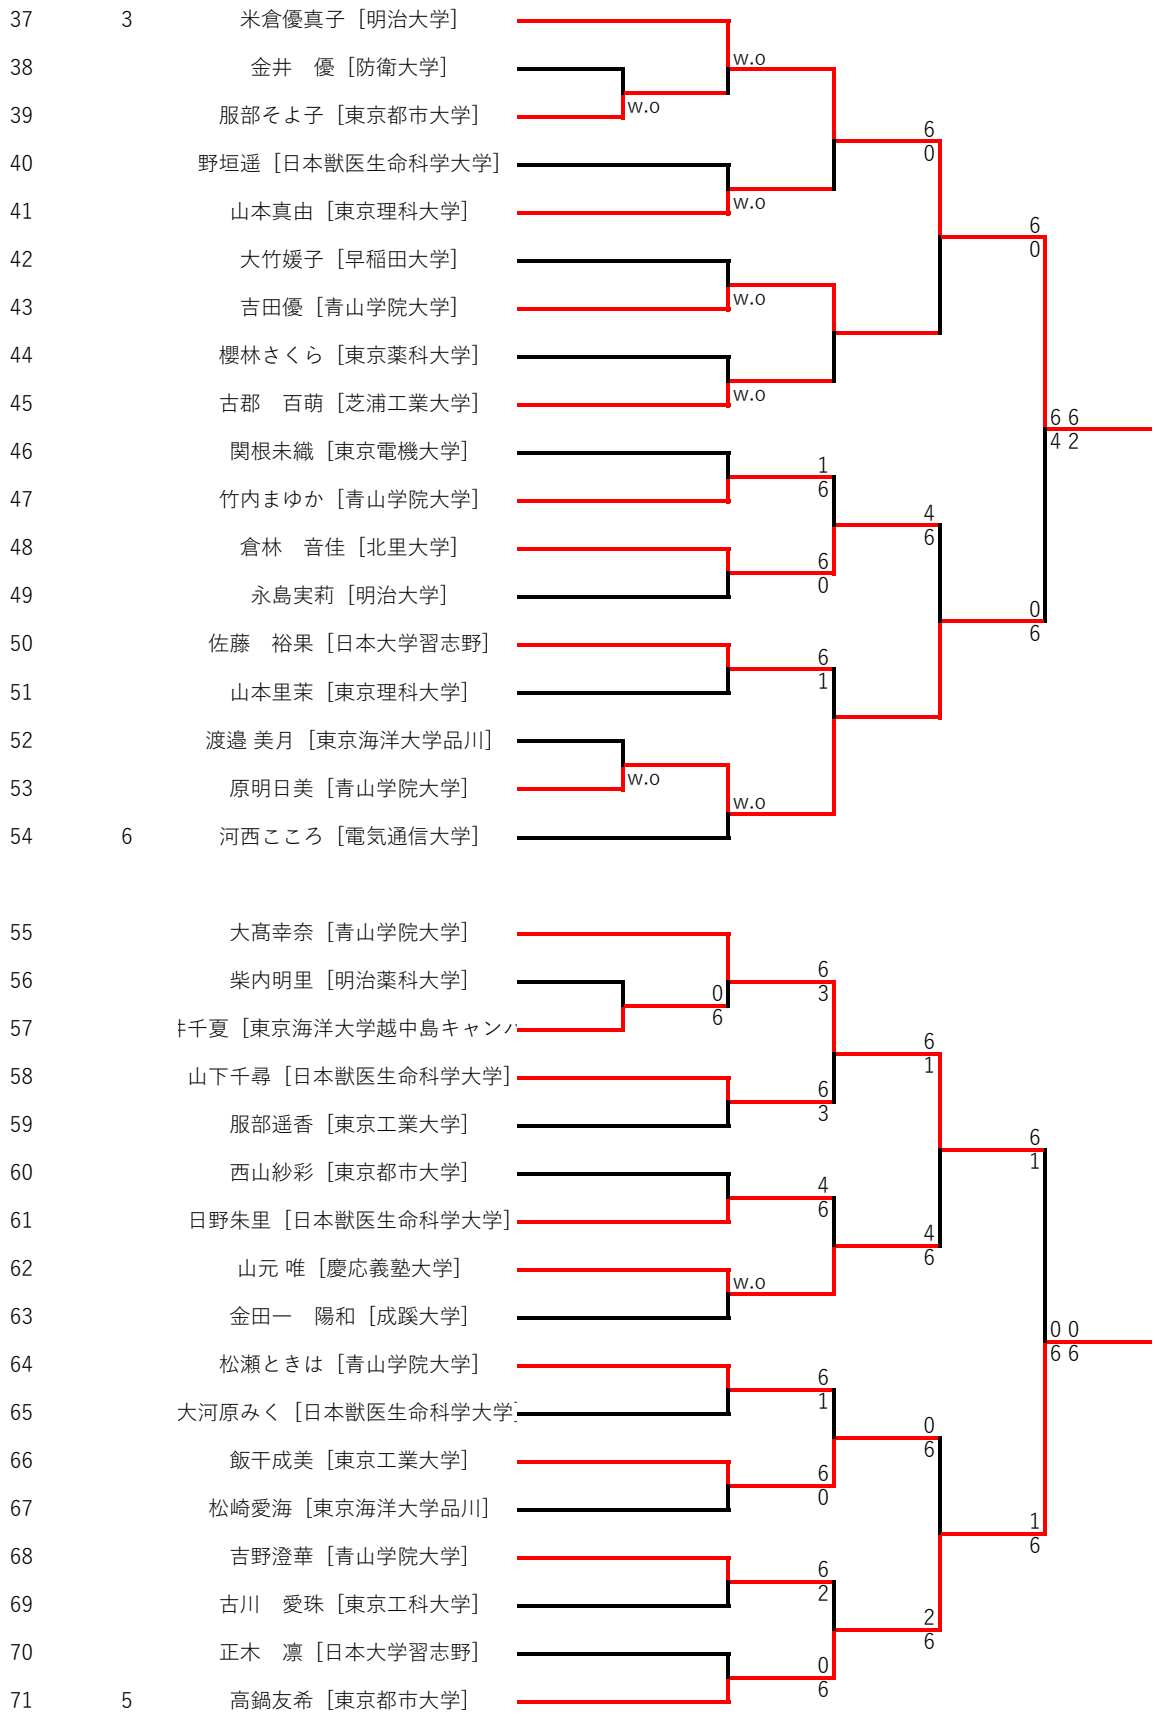 37 3 米倉優真子 [明治大学]
w.o
38 金井　優 [防衛大学]
39 服部そよ子 [東京都市大学]
w.o
6
0
40 野垣遥 [日本獣医生命科学大学]
41 山本真由 [東京理科大学]
w.o
6
0
42 大竹媛子 [早稲田大学]
43 吉田優 [青山学院大学]
w.o
44 櫻林さくら [東京薬科大学]
45 古郡　百萌 [芝浦工業大学]
w.o
6 6
4 2
46 関根未織 [東京電機大学]
1
6
47 竹内まゆか [青山学院大学]
4
6
48 倉林　音佳 [北里大学]
6
0
49 永島実莉 [明治大学]
0
6
50 佐藤　裕果 [日本大学習志野]
6
1
51 山本里茉 [東京理科大学]
52 渡邉 美月 [東京海洋大学品川]
w.o
53 原明日美 [青山学院大学]
w.o
54 6 河西こころ [電気通信大学]
55 大髙幸奈 [青山学院大学]
6
3
56 柴内明里 [明治薬科大学]
0
6
57 千夏 [東京海洋大学越中島キャン
6
1
58 山下千尋 [日本獣医生命科学大学]
6
3
59 服部遥香 [東京工業大学]
6
1
60 西山紗彩 [東京都市大学]
4
6
61 日野朱里 [日本獣医生命科学大学]
4
6
62 山元 唯 [慶応義塾大学]
w.o
63 金田一　陽和 [成蹊大学]
0 0
6 6
64 松瀬ときは [青山学院大学]
6
1
65 大河原みく [日本獣医生命科学大学]
0
6
66 飯干成美 [東京工業大学]
6
0
67 松崎愛海 [東京海洋大学品川]
1
6
68 吉野澄華 [青山学院大学]
6
2
69 古川　愛珠 [東京工科大学]
2
6
70 正木　凛 [日本大学習志野]
0
6
71 5 高鍋友希 [東京都市大学]